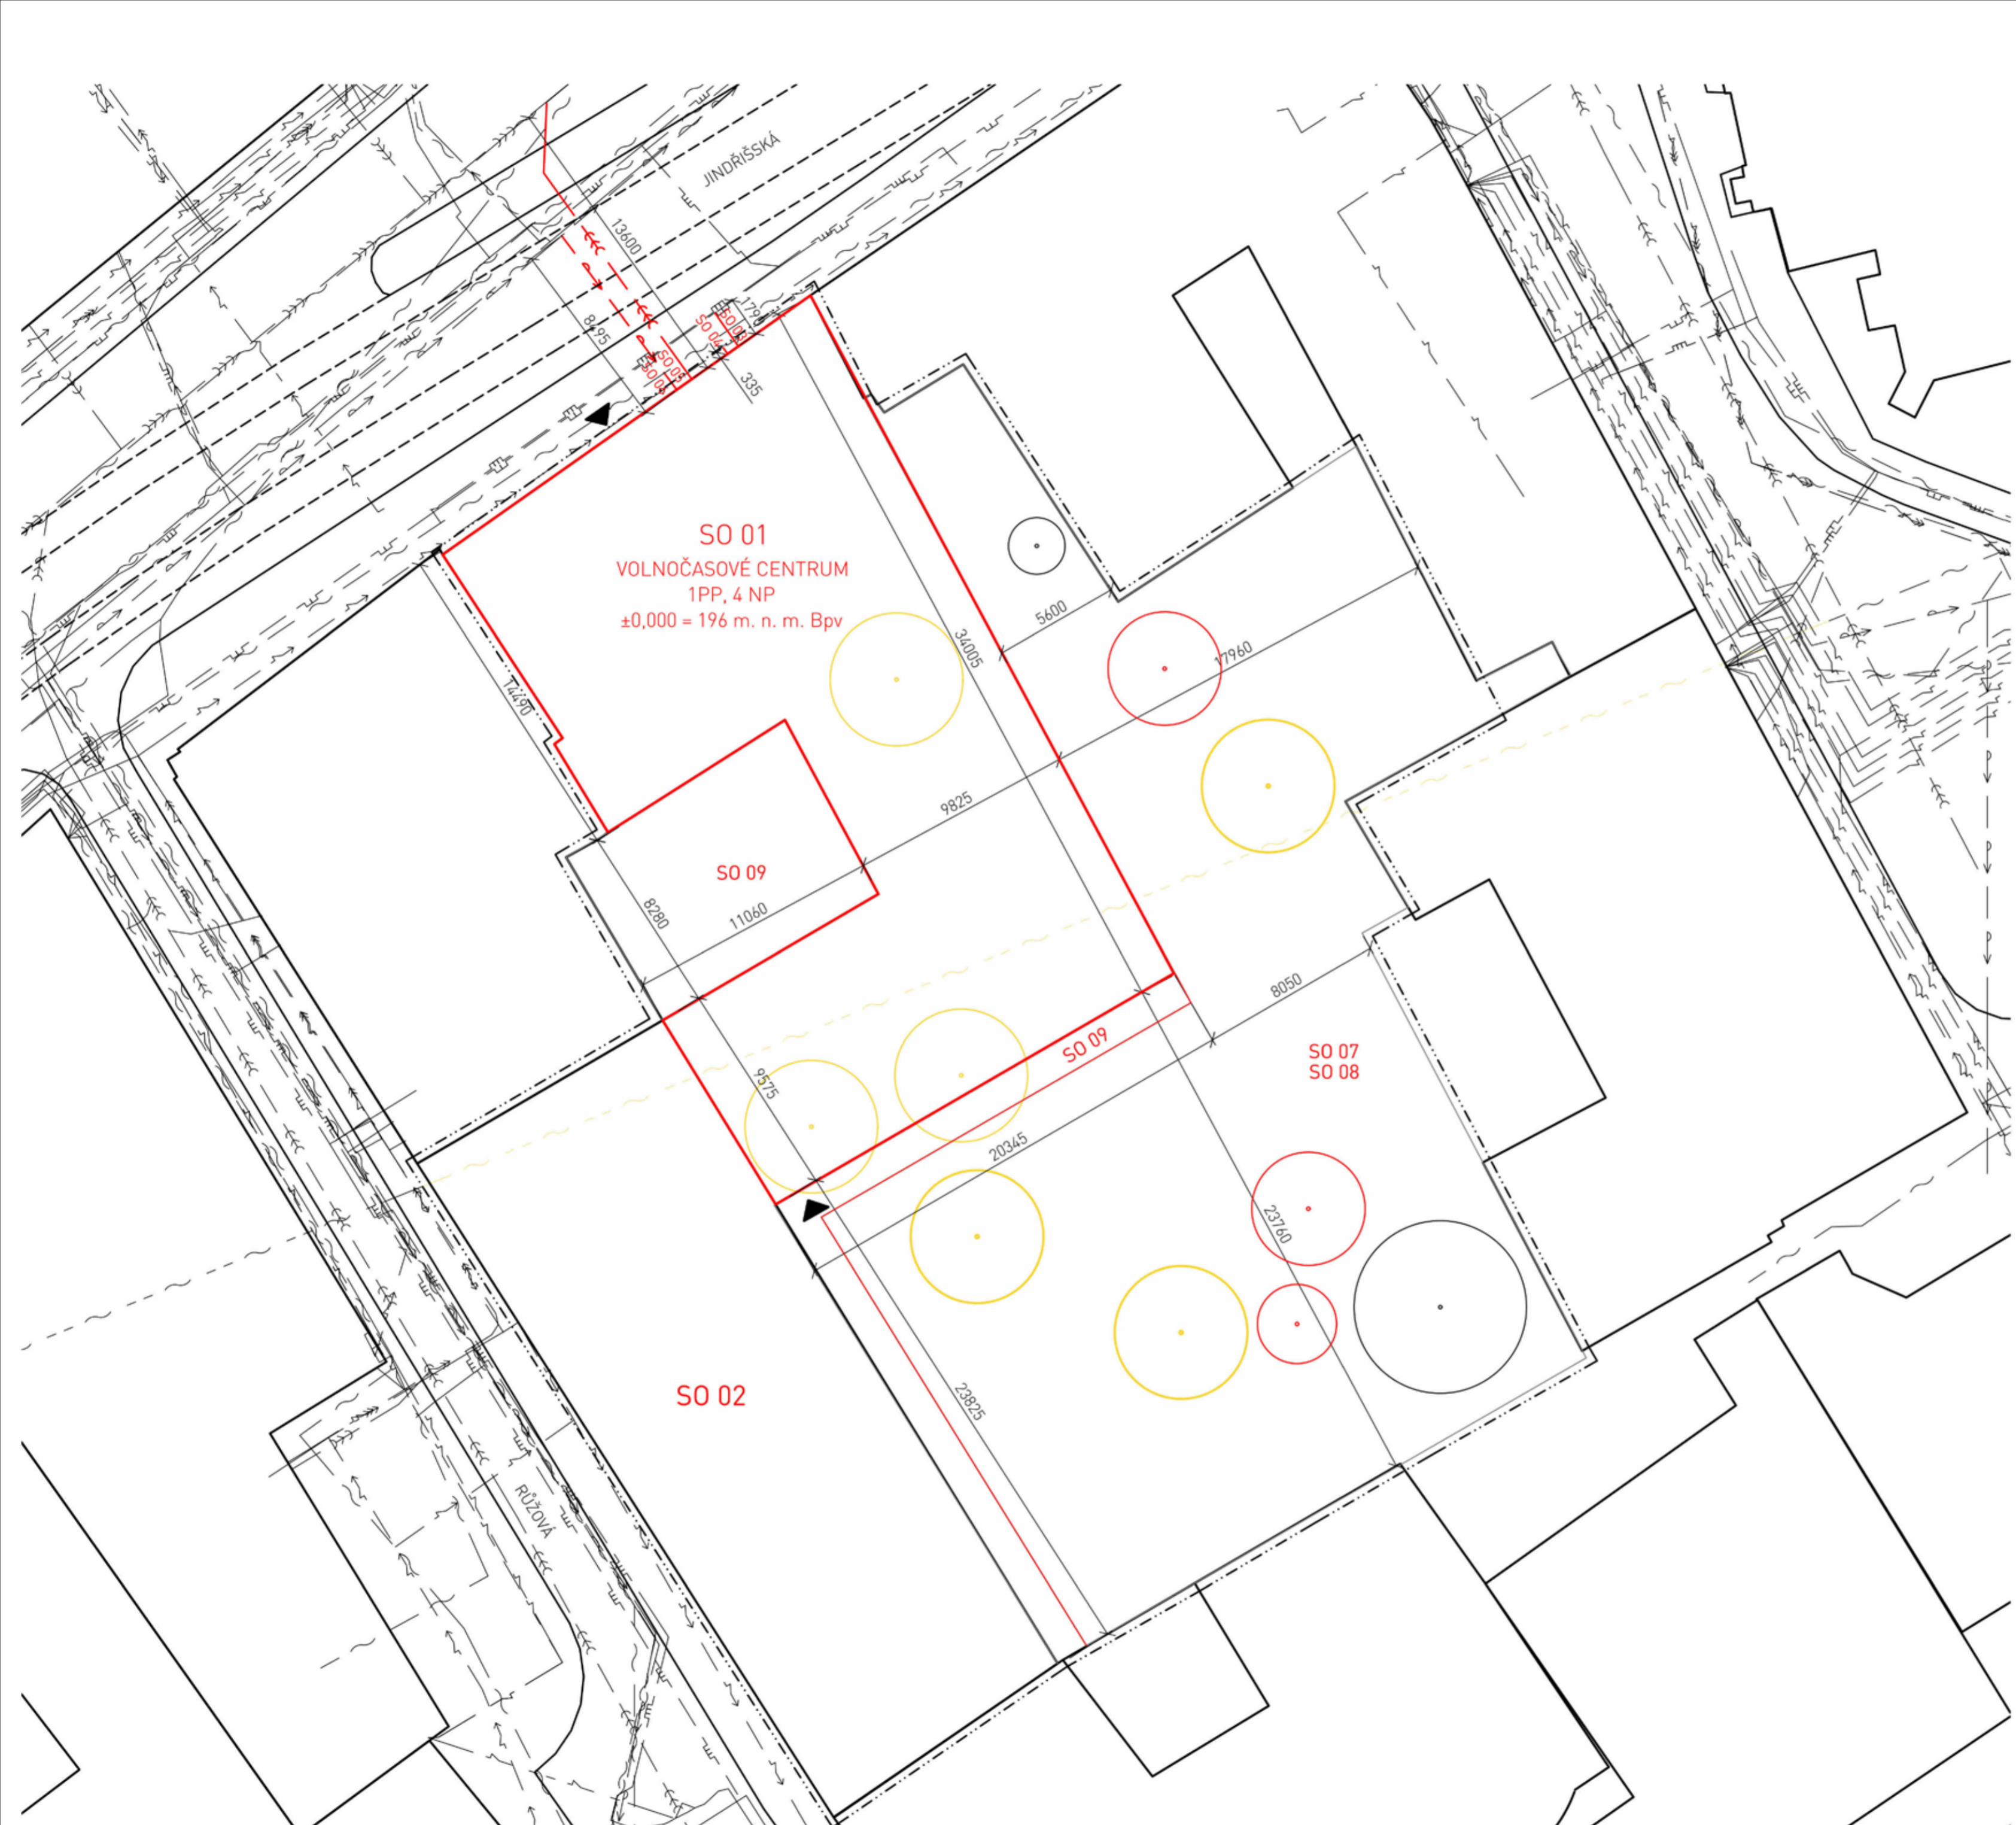 JINDŘIŠSKÁ
13600
8495
335
SO 01
VOLNOČASOVÉ CENTRUM
1PP, 4 NP
±0,000 = 196 m. n. m. Bpv
5600
34005
17960
14490
9825
SO 09
8280
11060
8050
SO 09
SO 07
SO 08
9575
20345
23760
SO 02
23825
RŮŽOVÁ